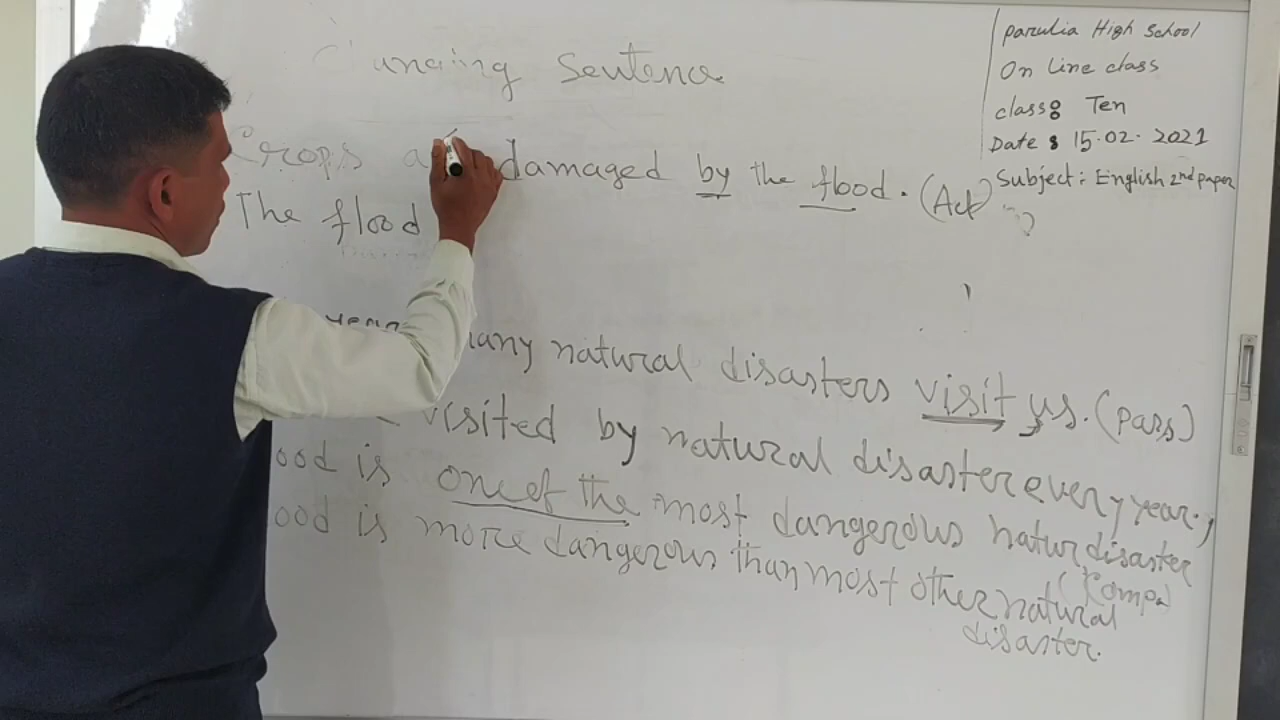 Sentence
Parulia High School
On line class
class: Ten
Date: 15.02.2021
Subject: English 2nd paper
Crops damaged by the flood. (Act)
The flood
many natural disasters visit us. (pass)
visited by natural disaster every year.
is one of the most dangerous natur disaster
(Compa)
is more dangerous than most other natural
disaster.